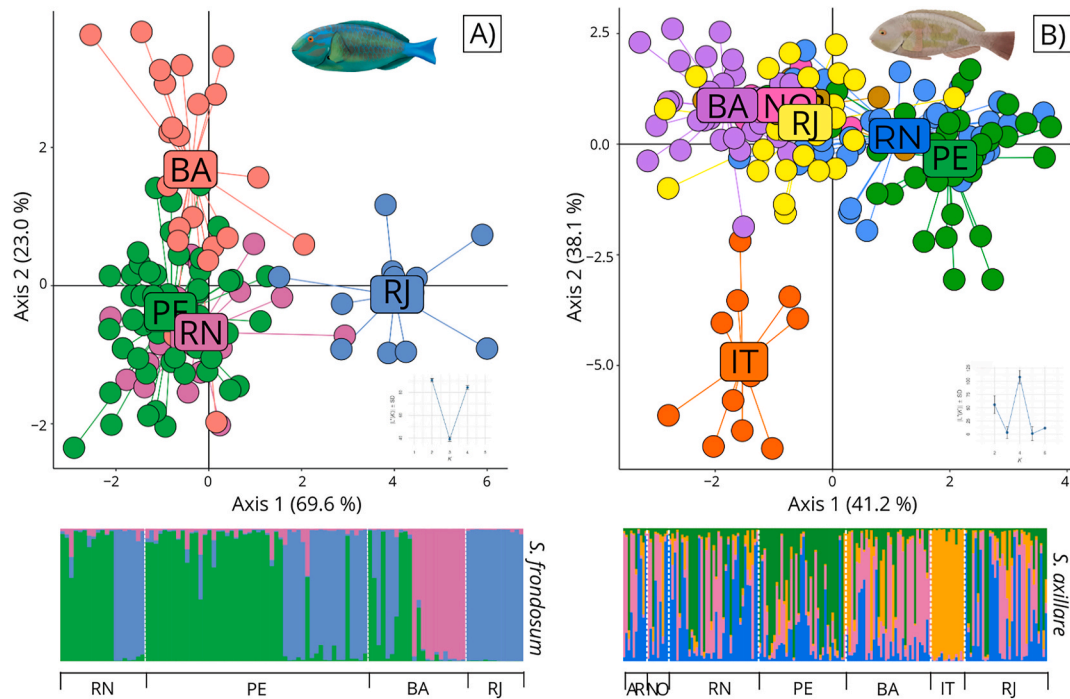 A)
BA
PE
RN
RJ
Axis 2 (23.0 %)
2
0
−2
−2
0
2
4
6
Axis 1 (69.6 %)
K
B)
BA
RJ
RN
PE
IT
Axis 2 (38.1 %)
2.5
0.0
−2.5
−5.0
−2
0
2
4
Axis 1 (41.2 %)
K
S. frondosum
RN
PE
BA
RJ
S. axillare
NO
RN
PE
BA
IT
RJ